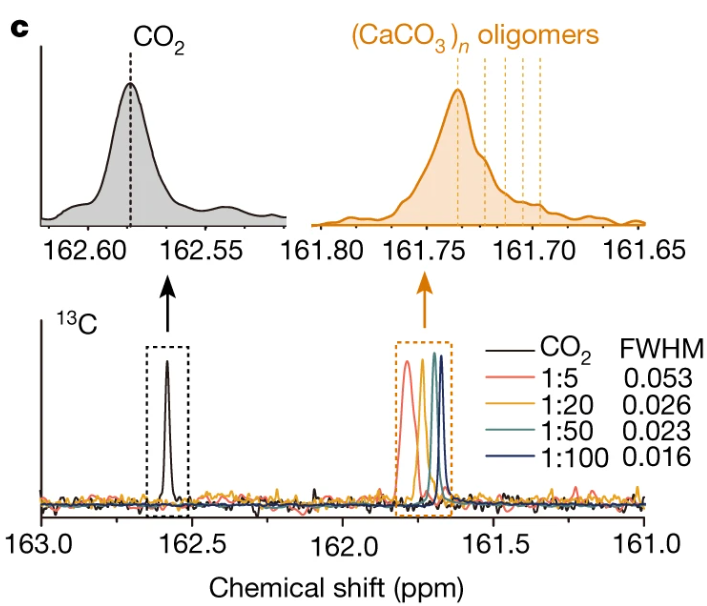 c
CO2
(CaCO3)n oligomers
162.60 162.55
161.80 161.75 161.70 161.65
13C
FWHM
CO2
1:5 0.053
1:20 0.026
1:50 0.023
1:100 0.016
163.0 162.5 162.0 161.5 161.0
Chemical shift (ppm)